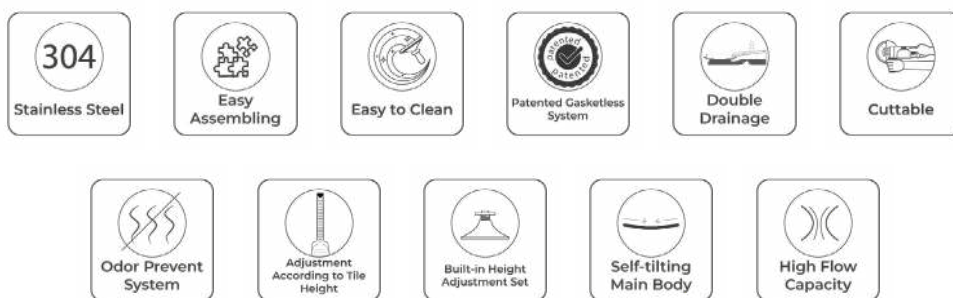 304
Stainless Steel
Easy
Assembling
Easy to Clean
patented
patented
Patented Gasketless
System
Double
Drainage
Cuttable
Odor Prevent
System
Adjustment
According to Tile
Height
Built-in Height
Adjustment Set
Self-tilting
Main Body
High Flow
Capacity